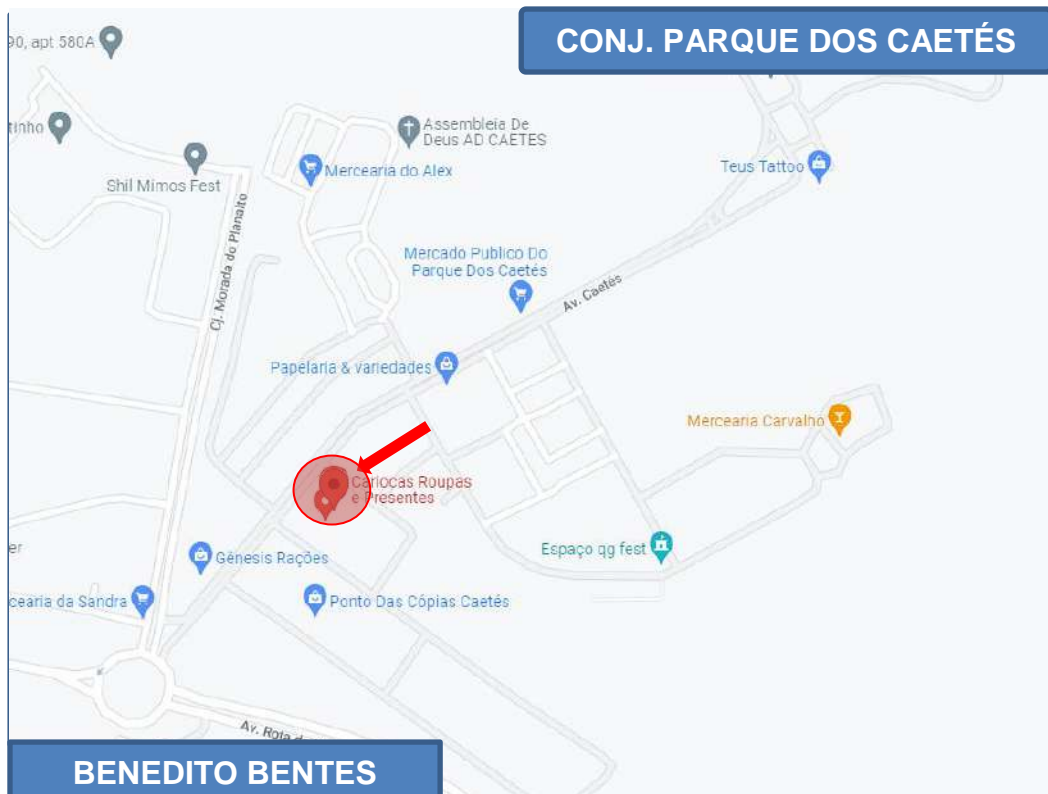 CONJ. PARQUE DOS CAETÉS
90, apt 580A
tinho
Assembleia De
Deus AD CAETES
Mercearia do Alex
Teus Tattoo
Shil Mimos Fest
Cj. Morada do Planalto
Mercado Publico Do
Parque Dos Caetés
Av. Caetés
Papelaria & variedades
Mercearia Carvalho
Cariocas Roupas
e Presentes
er
Gênesis Rações
Espaço qg fest
cearia da Sandra
Ponto Das Cópias Caetés
Av. Rota d
BENEDITO BENTES